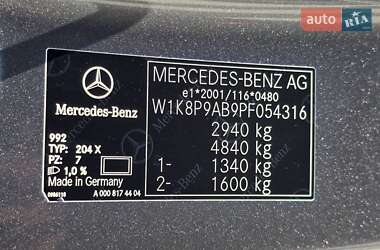 auto RIA.com
MERCEDES-BENZ AG
e1*2001/116*0480
W1K8P9AB9PF054316
2940 kg
4840 kg
1- 1340 kg
2- 1600 kg
Mercedes-Benz
992
TYP: 204 X
PZ: 7
1,0 %
Made in Germany
A 000 817 44 04